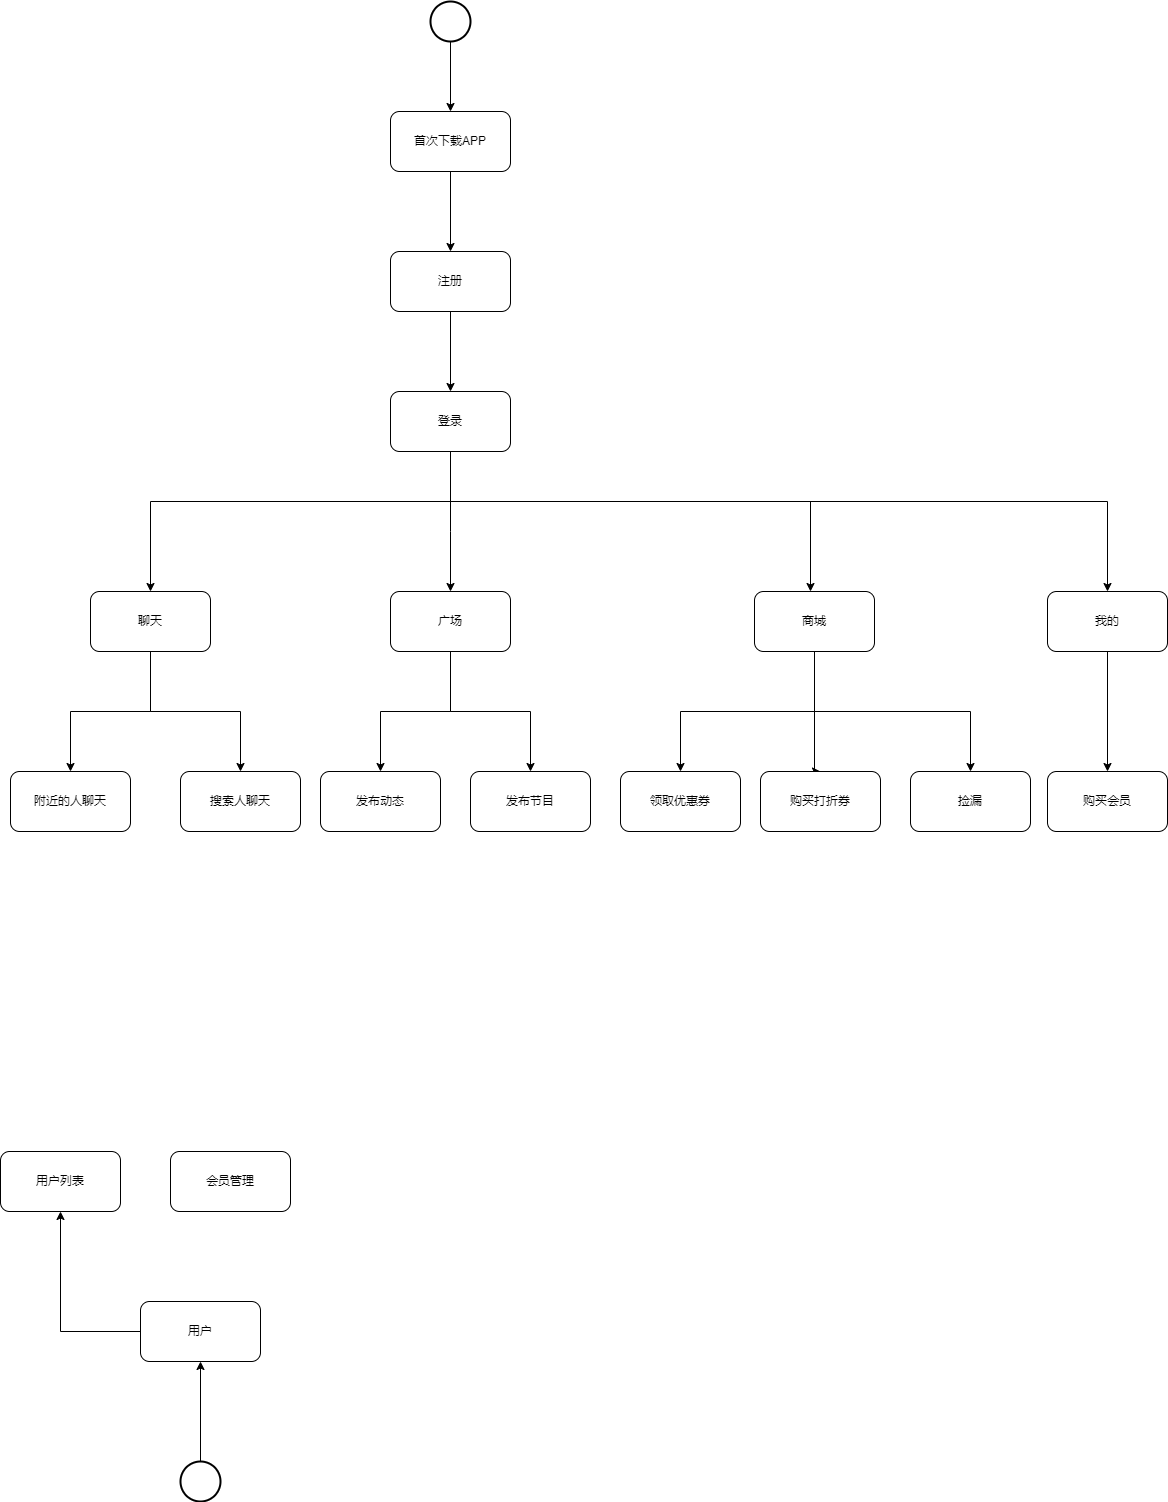 首次下载APP
注册
登录
聊天
广场
商城
我的
附近的人聊天
搜索人聊天
发布动态
发布节目
领取优惠券
购买打折券
捡漏
购买会员
用户列表
会员管理
用户